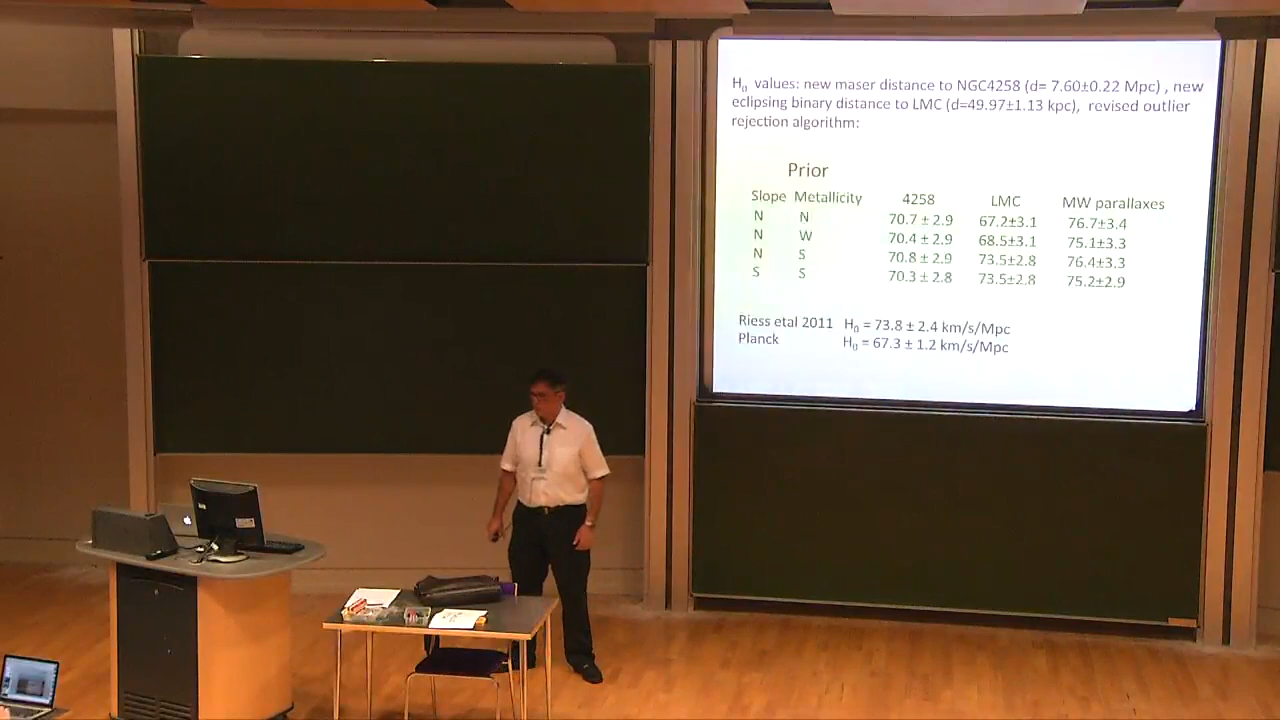 H₀ values: new maser distance to NGC4258 (d= 7.60±0.22 Mpc) , new
eclipsing binary distance to LMC (d=49.97±1.13 kpc), revised outlier
rejection algorithm:
Prior
Slope Metallicity 4258 LMC MW parallaxes
N N 70.7 ± 2.9 67.2±3.1 76.7±3.4
N W 70.4 ± 2.9 68.5±3.1 75.1±3.3
N S 70.8 ± 2.9 73.5±2.8 76.4±3.3
S S 70.3 ± 2.8 73.5±2.8 75.2±2.9
Riess etal 2011 H₀ = 73.8 ± 2.4 km/s/Mpc
Planck H₀ = 67.3 ± 1.2 km/s/Mpc